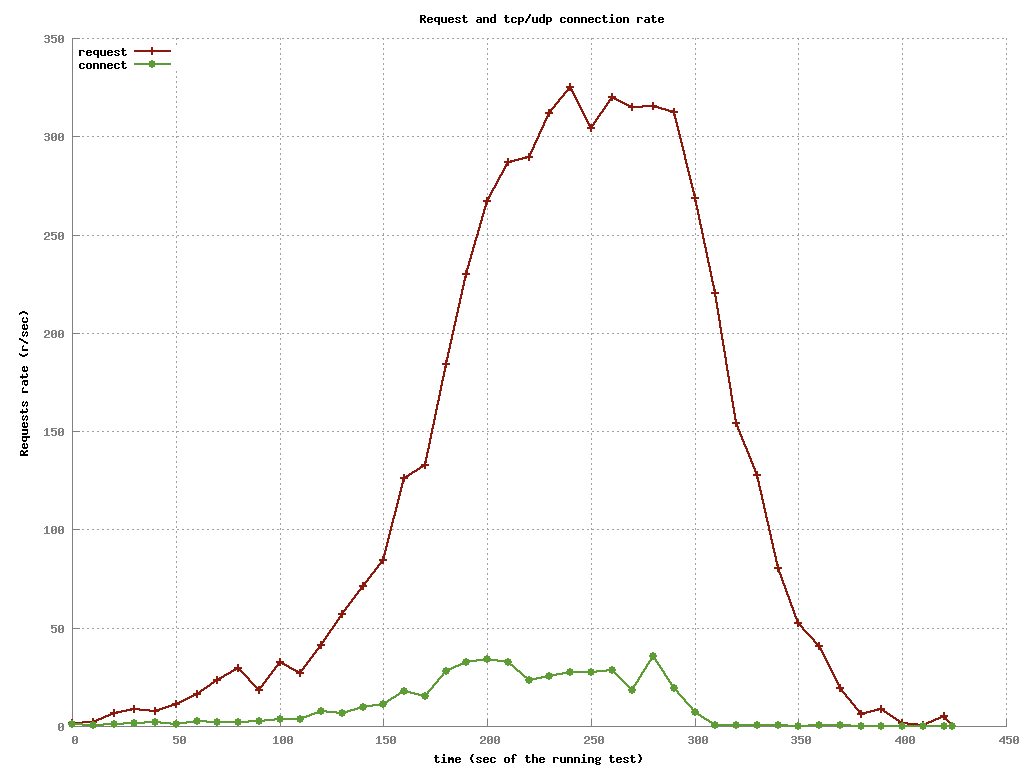 Request and tcp/udp connection rate
350
request
connect
300
250
200
Requests rate (r/sec)
150
100
50
0
0 50 100 150 200 250 300 350 400 450
time (sec of the running test)